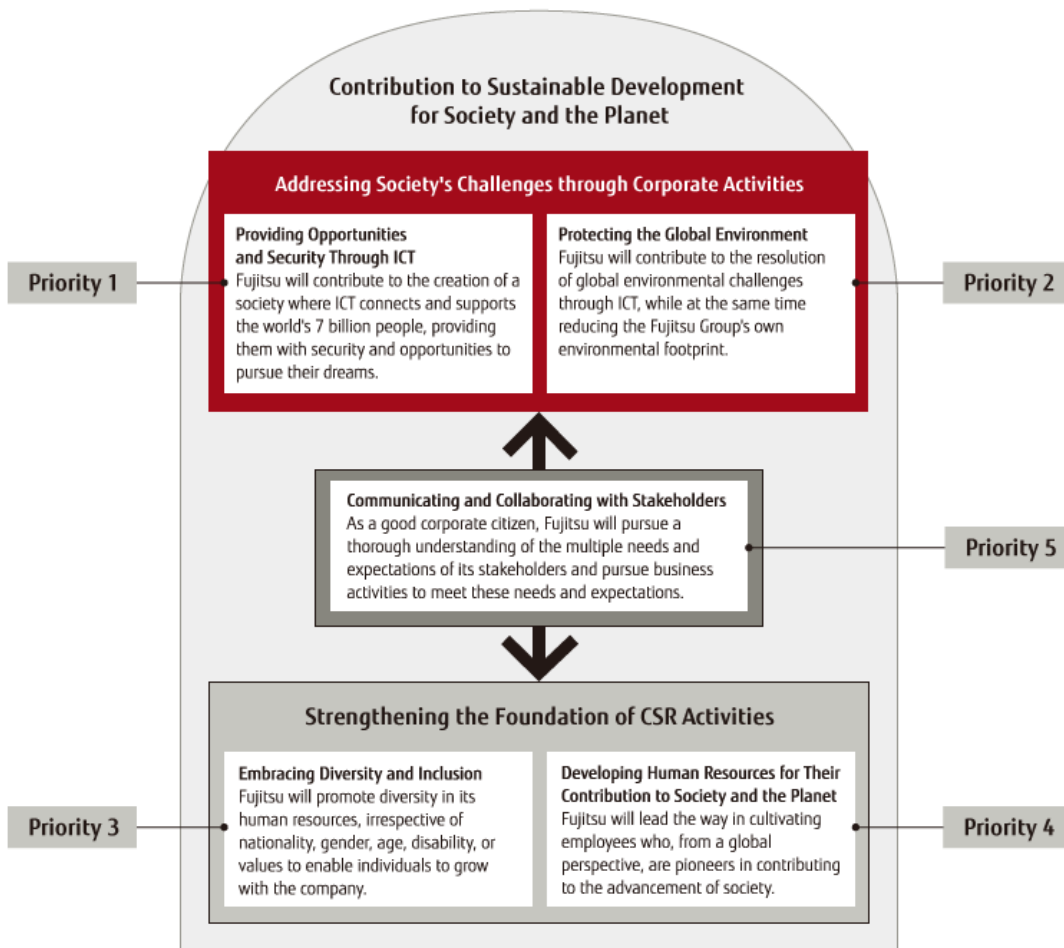 Contribution to Sustainable Development
for Society and the Planet
Addressing Society's Challenges through Corporate Activities
Priority 1
Providing Opportunities
and Security Through ICT
Fujitsu will contribute to the creation of a
society where ICT connects and supports
the world's 7 billion people, providing
them with security and opportunities to
pursue their dreams.
Protecting the Global Environment
Fujitsu will contribute to the resolution
of global environmental challenges
through ICT, while at the same time
reducing the Fujitsu Group's own
environmental footprint.
Priority 2
Communicating and Collaborating with Stakeholders
As a good corporate citizen, Fujitsu will pursue a
thorough understanding of the multiple needs and
expectations of its stakeholders and pursue business
activities to meet these needs and expectations.
Priority 5
Strengthening the Foundation of CSR Activities
Priority 3
Embracing Diversity and Inclusion
Fujitsu will promote diversity in its
human resources, irrespective of
nationality, gender, age, disability, or
values to enable individuals to grow
with the company.
Developing Human Resources for Their
Contribution to Society and the Planet
Fujitsu will lead the way in cultivating
employees who, from a global
perspective, are pioneers in contributing
to the advancement of society.
Priority 4